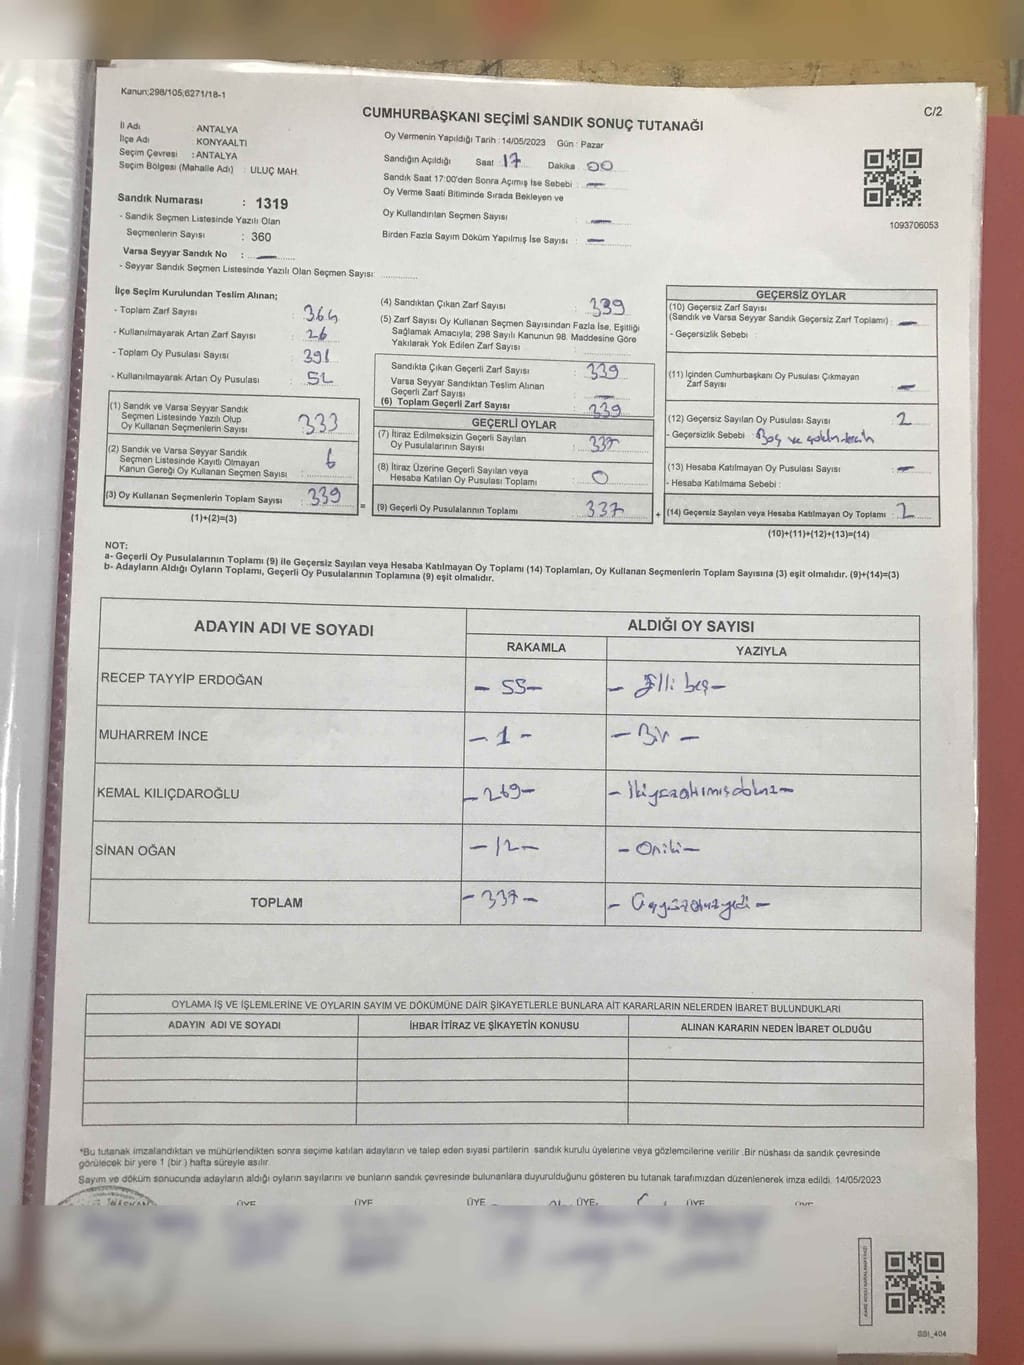 Kanun;298/105,6271/18-1
C/2
CUMHURBAŞKANI SEÇİMİ SANDIK SONUÇ TUTANAĞI
İl Adı : ANTALYA
İlçe Adı : KONYAALTI
Seçim Çevresi : ANTALYA
Seçim Bölgesi (Mahalle Adı) : ULUÇ MAH.
Oy Vermenin Yapıldığı Tarih : 14/05/2023 Gün : Pazar
Sandığın Açıldığı Saat 17 Dakika 00
Sandık Saat 17:00'den Sonra Açımış İse Sebebi : —
Oy Verme Saati Bitiminde Sırada Bekleyen ve
Oy Kullandırılan Seçmen Sayısı : —
Birden Fazla Sayım Döküm Yapılmış İse Sayısı : —
1093706053
Sandık Numarası : 1319
- Sandık Seçmen Listesinde Yazılı Olan
Seçmenlerin Sayısı : 360
Varsa Seyyar Sandık No : —
- Seyyar Sandık Seçmen Listesinde Yazılı Olan Seçmen Sayısı:
İlçe Seçim Kurulundan Teslim Alınan;
- Toplam Zarf Sayısı : 364
- Kullanılmayarak Artan Zarf Sayısı : 26
- Toplam Oy Pusulası Sayısı : 391
- Kullanılmayarak Artan Oy Pusulası : 52
(1) Sandık ve Varsa Seyyar Sandık
Seçmen Listesinde Yazılı Olup
Oy Kullanan Seçmenlerin Sayısı : 333
(2) Sandık ve Varsa Seyyar Sandık
Seçmen Listesinde Kayıtlı Olmayan
Kanun Gereği Oy Kullanan Seçmen Sayısı : 6
(3) Oy Kullanan Seçmenlerin Toplam Sayısı : 339
(1)+(2)=(3)
(4) Sandıktan Çıkan Zarf Sayısı : 339
(5) Zarf Sayısı Oy Kullanan Seçmen Sayısından Fazla İse, Eşitliği
Sağlamak Amacıyla; 298 Sayılı Kanunun 98. Maddesine Göre
Yakılarak Yok Edilen Zarf Sayısı :
Sandıkta Çıkan Geçerli Zarf Sayısı : 339
Varsa Seyyar Sandıktan Teslim Alınan
Geçerli Zarf Sayısı : —
(6) Toplam Geçerli Zarf Sayısı : 339
GEÇERLİ OYLAR
(7) İtiraz Edilmeksizin Geçerli Sayılan
Oy Pusulalarının Sayısı : 337
(8) İtiraz Üzerine Geçerli Sayılan veya
Hesaba Katılan Oy Pusulası Toplamı : 0
= (9) Geçerli Oy Pusulalarının Toplamı : 337
GEÇERSİZ OYLAR
(10) Geçersiz Zarf Sayısı
(Sandık ve Varsa Seyyar Sandık Geçersiz Zarf Toplamı) : —
- Geçersizlik Sebebi :
(11) İçinden Cumhurbaşkanı Oy Pusulası Çıkmayan
Zarf Sayısı : —
(12) Geçersiz Sayılan Oy Pusulası Sayısı : 2
- Geçersizlik Sebebi : Boş ve
(13) Hesaba Katılmayan Oy Pusulası Sayısı : —
- Hesaba Katılmama Sebebi :
+ (14) Geçersiz Sayılan veya Hesaba Katılmayan Oy Toplamı : 2
(10)+(11)+(12)+(13)=(14)
NOT:
a- Geçerli Oy Pusulalarının Toplamı (9) ile Geçersiz Sayılan veya Hesaba Katılmayan Oy Toplamı (14) Toplamları, Oy Kullanan Seçmenlerin Toplam Sayısına (3) eşit olmalıdır. (9)+(14)=(3)
b- Adayların Aldığı Oyların Toplamı, Geçerli Oy Pusulalarının Toplamına (9) eşit olmalıdır.
ADAYIN ADI VE SOYADI
ALDIĞI OY SAYISI
RAKAMLA YAZIYLA
RECEP TAYYİP ERDOĞAN – 55 – – Elli beş –
MUHARREM İNCE – 1 – – Bir –
KEMAL KILIÇDAROĞLU – 269 – – İkiyüzaltmışdokuz –
SİNAN OĞAN – 12 – – Oniki –
TOPLAM – 337 – – Üçyüzotuzyedi –
OYLAMA İŞ VE İŞLEMLERİNE VE OYLARIN SAYIM VE DÖKÜMÜNE DAİR ŞİKAYETLERLE BUNLARA AİT KARARLARIN NELERDEN İBARET BULUNDUKLARI
ADAYIN ADI VE SOYADI İHBAR İTİRAZ VE ŞİKAYETİN KONUSU ALINAN KARARIN NEDEN İBARET OLDUĞU
*Bu tutanak imzalandıktan ve mühürlendikten sonra seçime katılan adayların ve talep eden siyasi partilerin sandık kurulu üyelerine veya gözlemcilerine verilir .Bir nüshası da sandık çevresinde
görülecek bir yere 1 (bir ) hafta süreyle asılır.
Sayım ve döküm sonucunda adayların aldığı oyların sayılarını ve bunların sandık çevresinde bulunanlara duyurulduğunu gösteren bu tutanak tarafımızdan düzenlenerek imza edildi. 14/05/2023
BAŞKAN ÜYE ÜYE ÜYE ÜYE ÜYE ÜYE
SSI_404